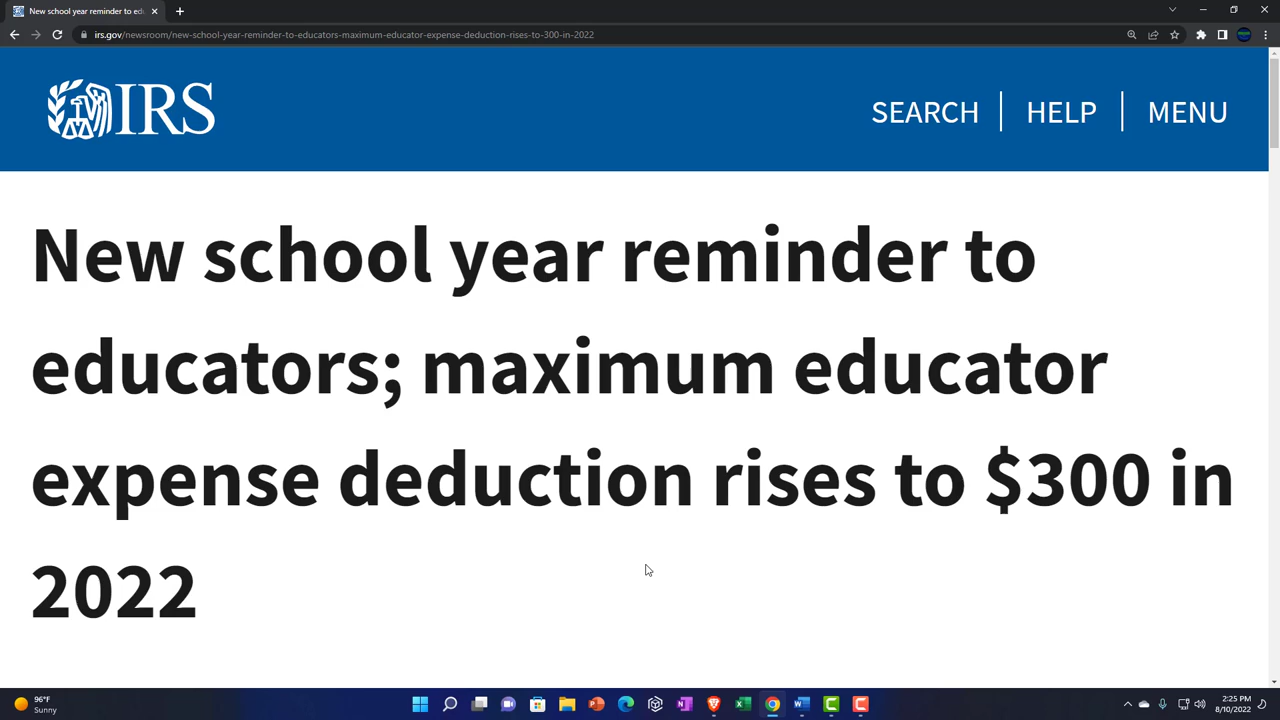 New school year reminder to edu
irs.gov/newsroom/new-school-year-reminder-to-educators-maximum-educator-expense-deduction-rises-to-300-in-2022
IRS
SEARCH
HELP
MENU
New school year reminder to
educators; maximum educator
expense deduction rises to $300 in
2022
96°F
Sunny
2:25 PM
8/10/2022